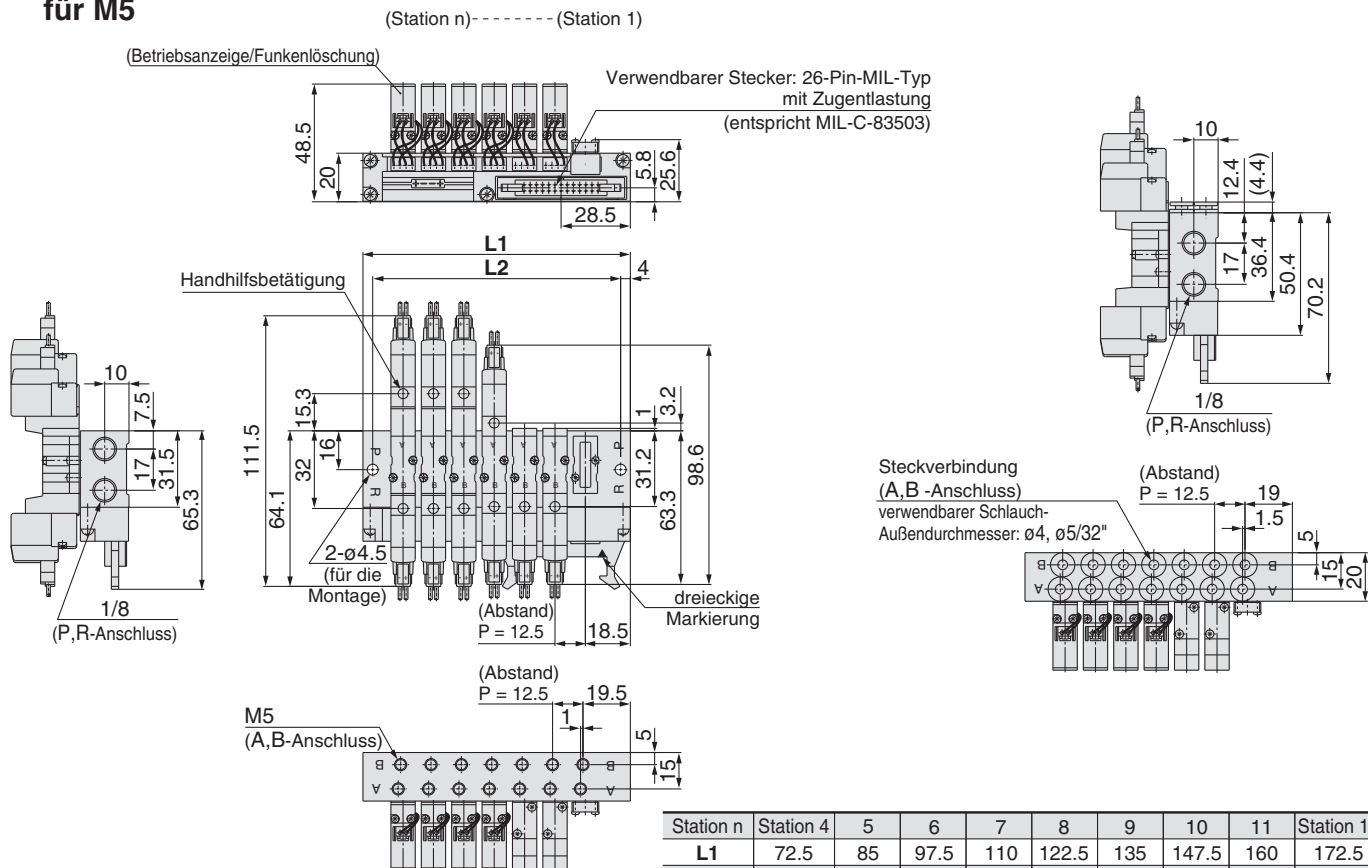 für M5
(Station n)--------(Station 1)
(Betriebsanzeige/Funkenlöschung)
Verwendbarer Stecker: 26-Pin-MIL-Typ
mit Zugentlastung
(entspricht MIL-C-83503)
48.5
20
5.8
25.6
28.5
L1
L2
4
Handhilfsbetätigung
111.5
15.3
16
32
64.1
P
R
A
B
P
R
1
3.2
31.2
63.3
98.6
2-ø4.5
(für die
Montage)
(Abstand)
P = 12.5
18.5
dreieckige
Markierung
10
7.5
17
31.5
65.3
1/8
(P,R-Anschluss)
10
12.4
(4.4)
17
36.4
50.4
70.2
1/8
(P,R-Anschluss)
Steckverbindung
(A,B -Anschluss)
verwendbarer Schlauch-
Außendurchmesser: ø4, ø5/32"
(Abstand)
P = 12.5
19
1.5
5
15
20
B
B
A
A
(Abstand)
P = 12.5
19.5
1
5
15
M5
(A,B-Anschluss)
B
B
A
A
Station n Station 4 5 6 7 8 9 10 11 Station 1
L1 72.5 85 97.5 110 122.5 135 147.5 160 172.5